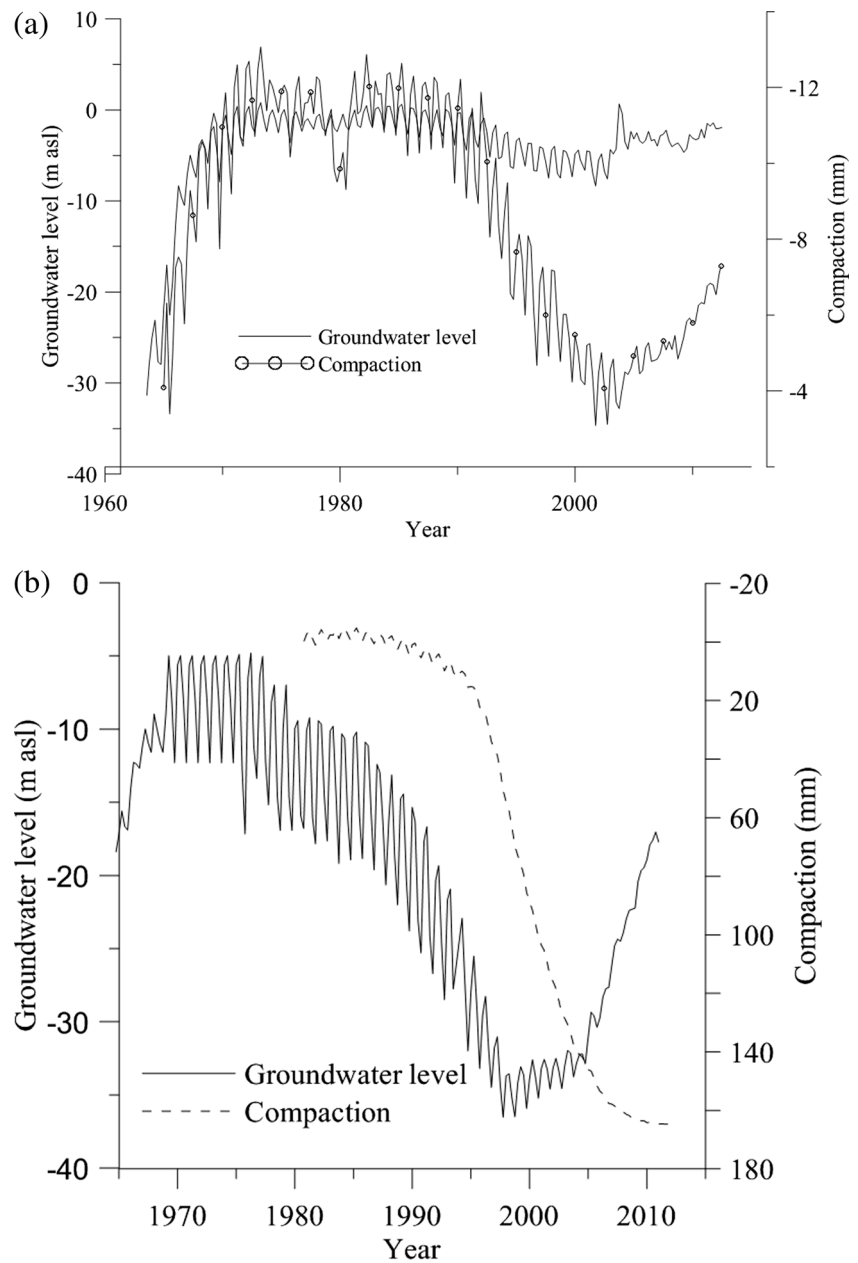 (a)
10
0
-10
-20
-30
-40
Groundwater level (m asl)
-12
-8
-4
Compaction (mm)
Groundwater level
Compaction
1960
1980
2000
Year
(b)
0
-10
-20
-30
-40
Groundwater level (m asl)
-20
20
60
100
140
180
Compaction (mm)
Groundwater level
Compaction
1970
1980
1990
2000
2010
Year